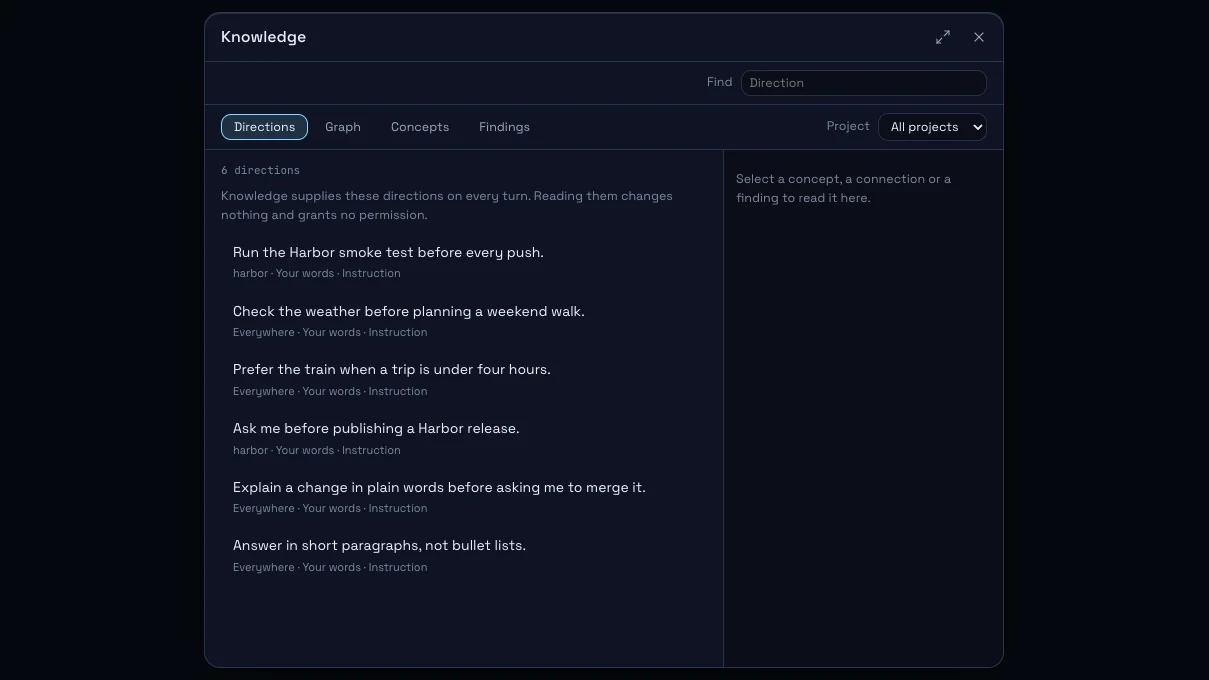 Knowledge
Find
Direction
Directions
Graph
Concepts
Findings
Project
All projects
6 directions
Knowledge supplies these directions on every turn. Reading them changes
nothing and grants no permission.
Run the Harbor smoke test before every push.
harbor · Your words · Instruction
Check the weather before planning a weekend walk.
Everywhere · Your words · Instruction
Prefer the train when a trip is under four hours.
Everywhere · Your words · Instruction
Ask me before publishing a Harbor release.
harbor · Your words · Instruction
Explain a change in plain words before asking me to merge it.
Everywhere · Your words · Instruction
Answer in short paragraphs, not bullet lists.
Everywhere · Your words · Instruction
Select a concept, a connection or a
finding to read it here.